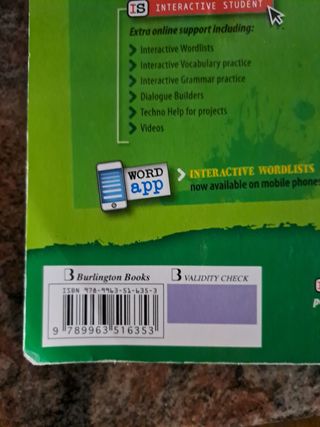 IS INTERACTIVE STUDENT
Extra online support including:
Interactive Wordlists
Interactive Vocabulary practice
Interactive Grammar practice
Dialogue Builders
Techno Help for projects
Videos
WORD
app
INTERACTIVE WORDLISTS
now available on mobile phones
B Burlington Books
B VALIDITY CHECK
ISBN 978-9963-51-635-3
9 789963 516353